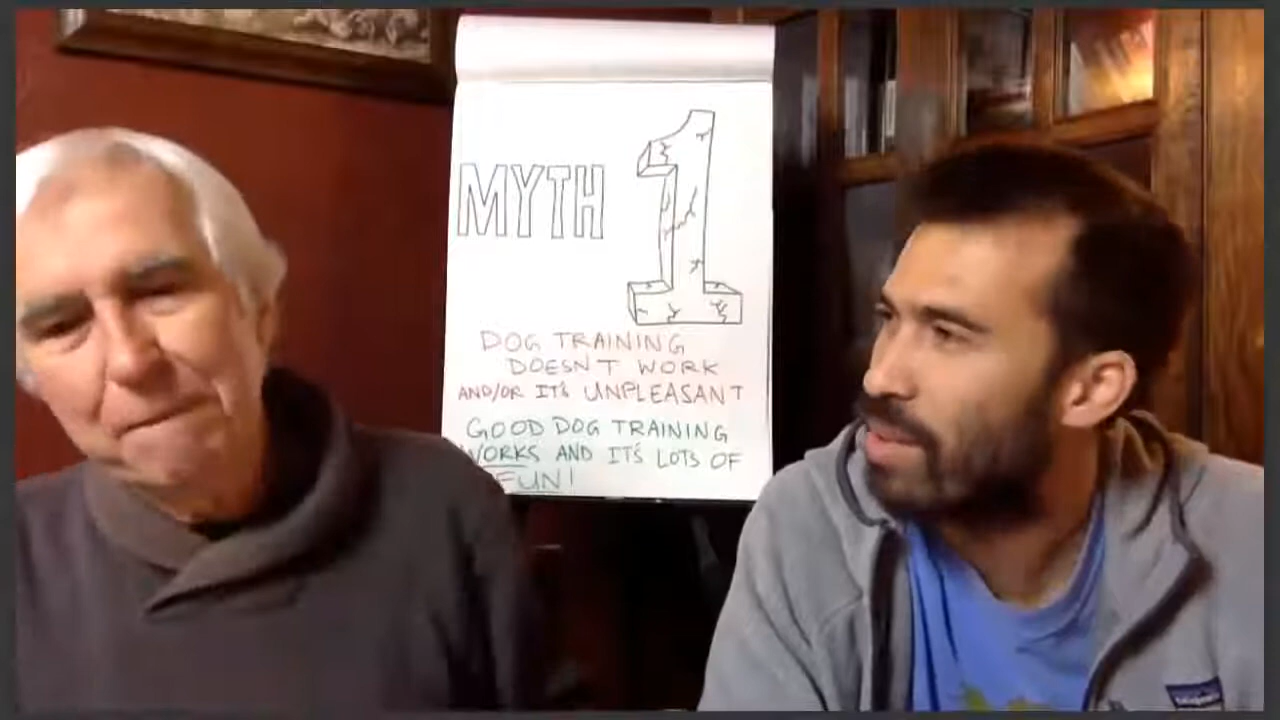 MYTH 1
DOG TRAINING
DOESN'T WORK
AND/OR IT'S UNPLEASANT
GOOD DOG TRAINING
WORKS AND IT'S LOTS OF
FUN!
patagonia